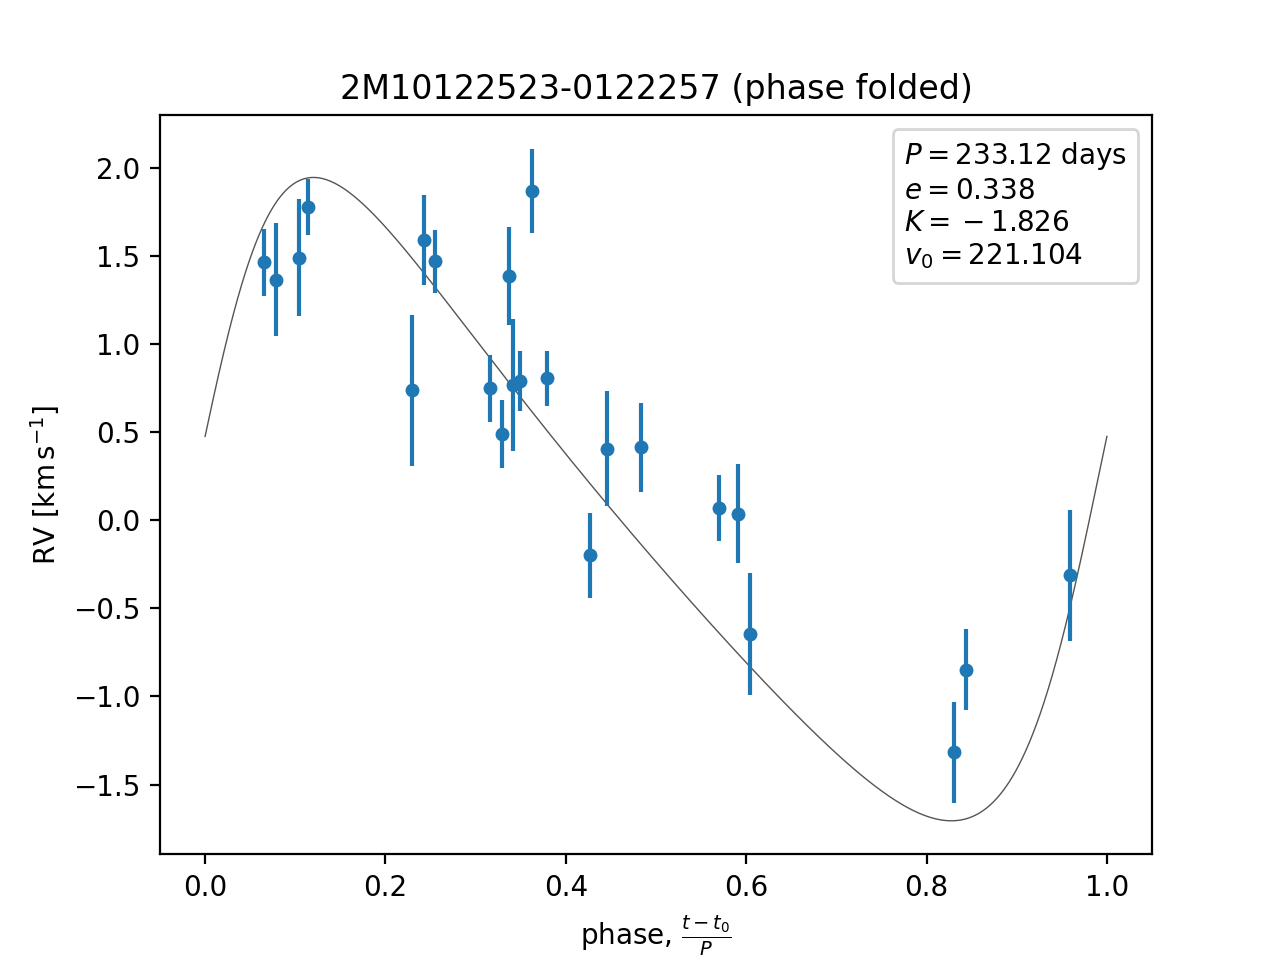 2M10122523-0122257 (phase folded)
P = 233.12 days
e = 0.338
K = −1.826
v₀ = 221.104
RV [km s⁻¹]
2.0
1.5
1.0
0.5
0.0
−0.5
−1.0
−1.5
0.0 0.2 0.4 0.6 0.8 1.0
phase, (t − t₀)/P